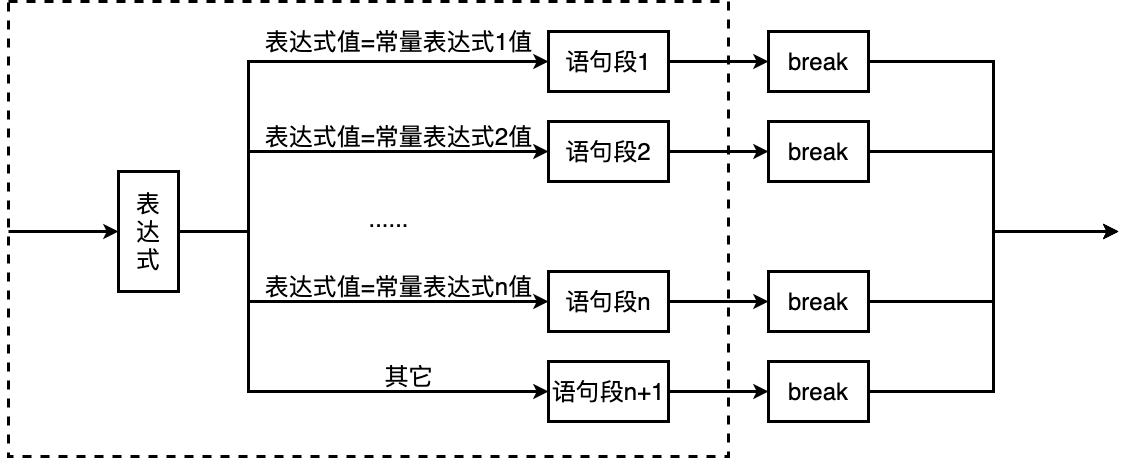 表达式值=常量表达式1值
语句段1
break
表达式值=常量表达式2值
语句段2
break
表达式
......
表达式值=常量表达式n值
语句段n
break
其它
语句段n+1
break